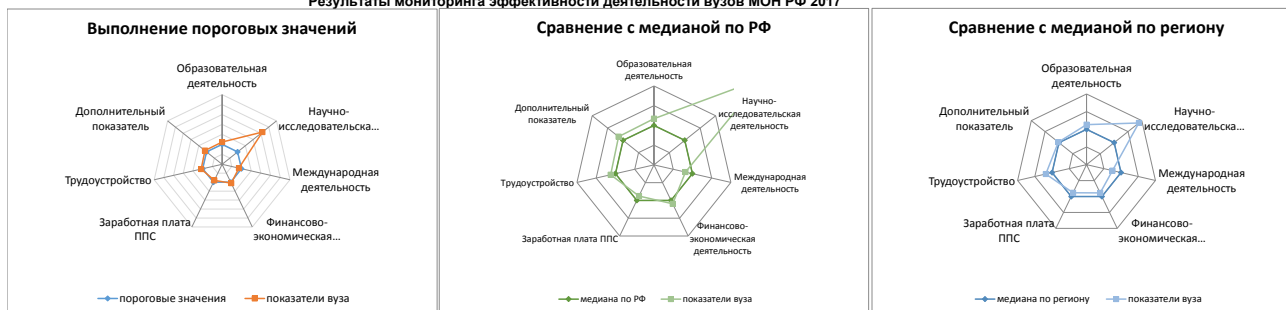 Результаты мониторинга эффективности деятельности вузов МОН РФ 2017
Выполнение пороговых значений
Образовательная
деятельность
Научно-
исследовательска...
Международная
деятельность
Финансово-
экономическая...
Заработная плата
ППС
Трудоустройство
Дополнительный
показатель
пороговые значения
показатели вуза
Сравнение с медианой по РФ
Образовательная
деятельность
Научно-
исследовательская
деятельность
Международная
деятельность
Финансово-
экономическая
деятельность
Заработная плата ППС
Трудоустройство
Дополнительный
показатель
медиана по РФ
показатели вуза
Сравнение с медианой по региону
Образовательная
деятельность
Научно-
исследовательска...
Международная
деятельность
Финансово-
экономическая...
Заработная плата
ППС
Трудоустройство
Дополнительный
показатель
медиана по региону
показатели вуза